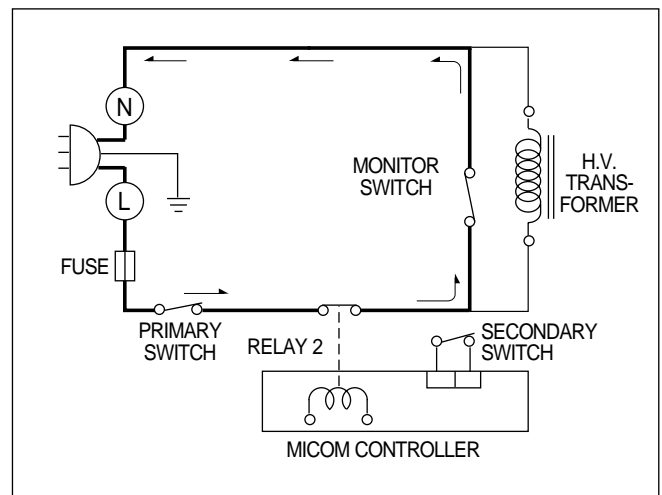 N
MONITOR
SWITCH
H.V.
TRANS-
FORMER
L
FUSE
PRIMARY
SWITCH
RELAY 2
SECONDARY
SWITCH
MICOM CONTROLLER